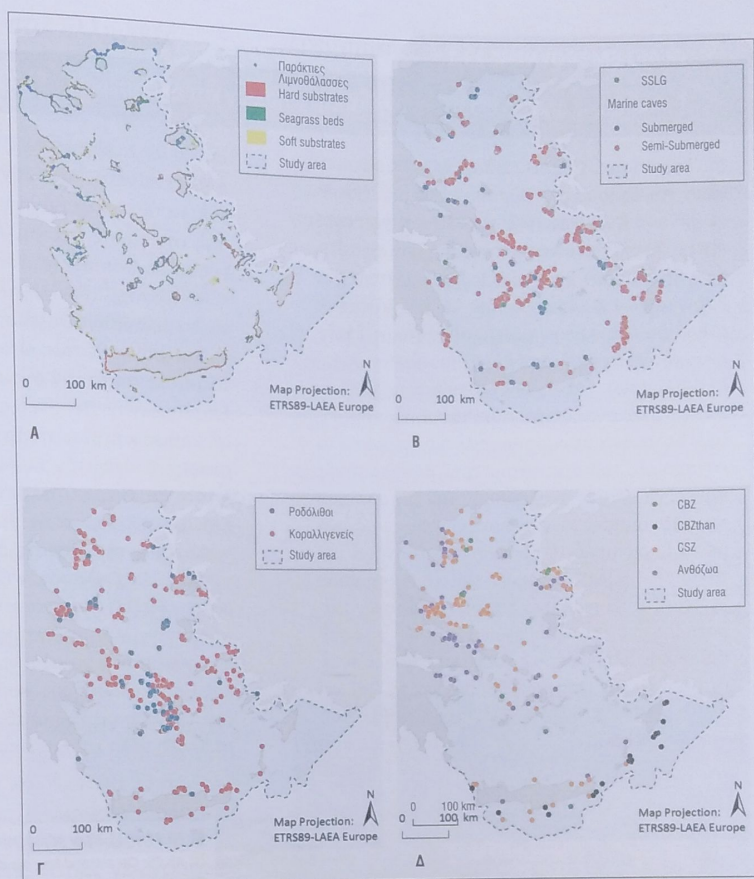 Παράκτιες
Λιμνοθάλασσες
Hard substrates
Seagrass beds
Soft substrates
Study area
0 100 km
N
Map Projection:
ETRS89-LAEA Europe
A
SSLG
Marine caves
Submerged
Semi-Submerged
Study area
0 100 km
N
Map Projection:
ETRS89-LAEA Europe
B
Ροδόλιθοι
Κοραλλιγενείς
Study area
0 100 km
N
Map Projection:
ETRS89-LAEA Europe
Γ
CBZ
CBZthan
CSZ
Ανθόζωα
Study area
0 100 km
0 100 km
N
Map Projection:
ETRS89-LAEA Europe
Δ